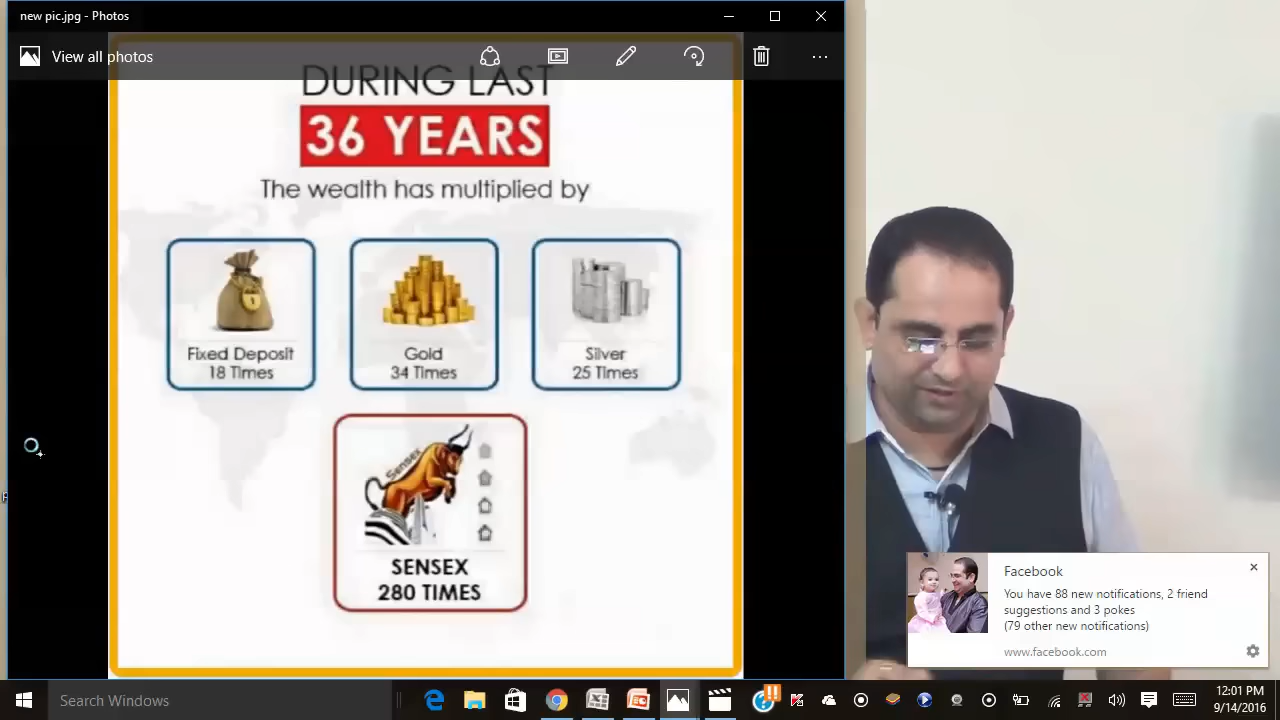 new pic.jpg - Photos
View all photos
DURING LAST
36 YEARS
The wealth has multiplied by
Fixed Deposit
18 Times
Gold
34 Times
Silver
25 Times
Sensex
SENSEX
280 TIMES
Facebook
You have 88 new notifications, 2 friend
suggestions and 3 pokes
(79 other new notifications)
www.facebook.com
Search Windows
12:01 PM
9/14/2016